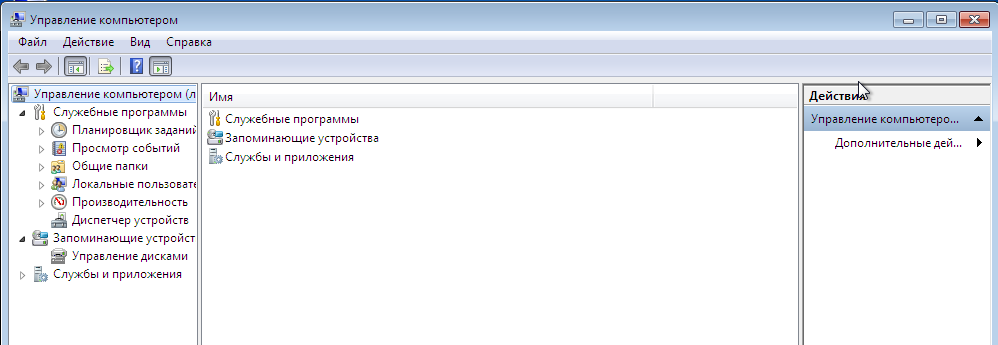 Управление компьютером
Файл Действие Вид Справка
Управление компьютером (л
Служебные программы
Планировщик заданий
Просмотр событий
Общие папки
Локальные пользовате
Производительность
Диспетчер устройств
Запоминающие устройст
Управление дисками
Службы и приложения
Имя
Служебные программы
Запоминающие устройства
Службы и приложения
Действия
Управление компьютеро...
Дополнительные дей...